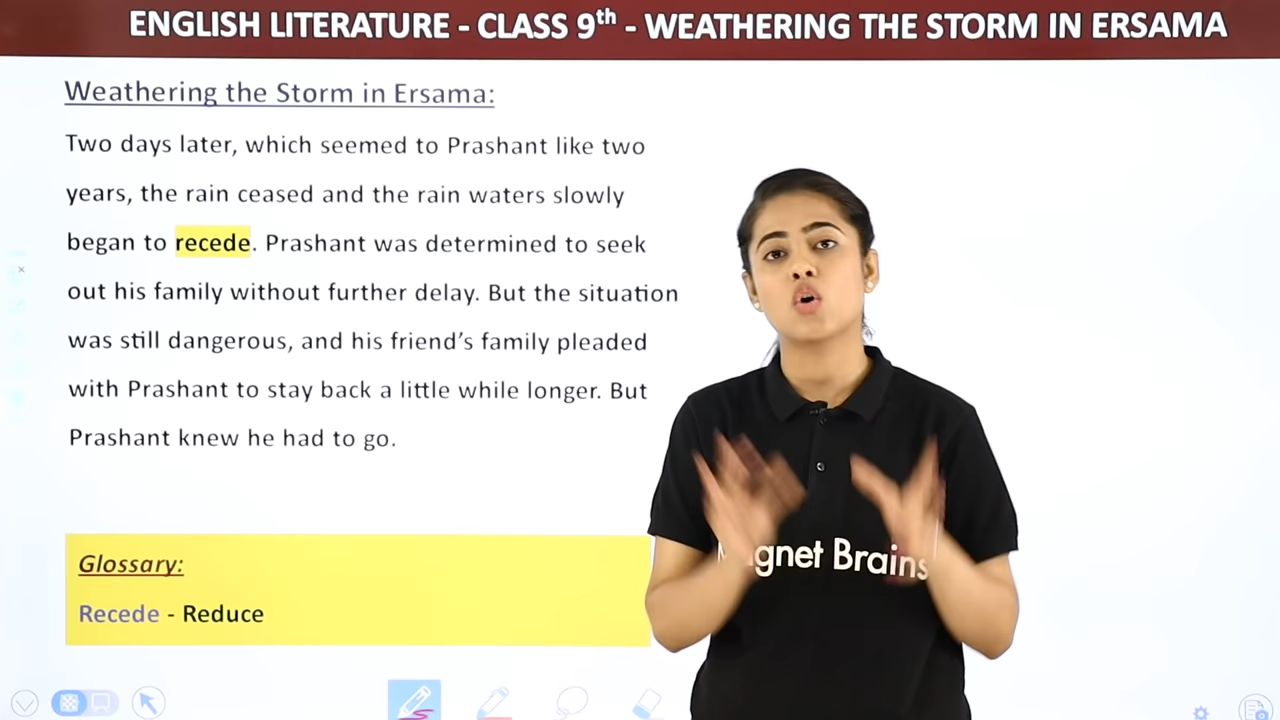 ENGLISH LITERATURE - CLASS 9th - WEATHERING THE STORM IN ERSAMA
Weathering the Storm in Ersama:
Two days later, which seemed to Prashant like two
years, the rain ceased and the rain waters slowly
began to recede. Prashant was determined to seek
out his family without further delay. But the situation
was still dangerous, and his friend’s family pleaded
with Prashant to stay back a little while longer. But
Prashant knew he had to go.
Glossary:
Recede - Reduce
Brains